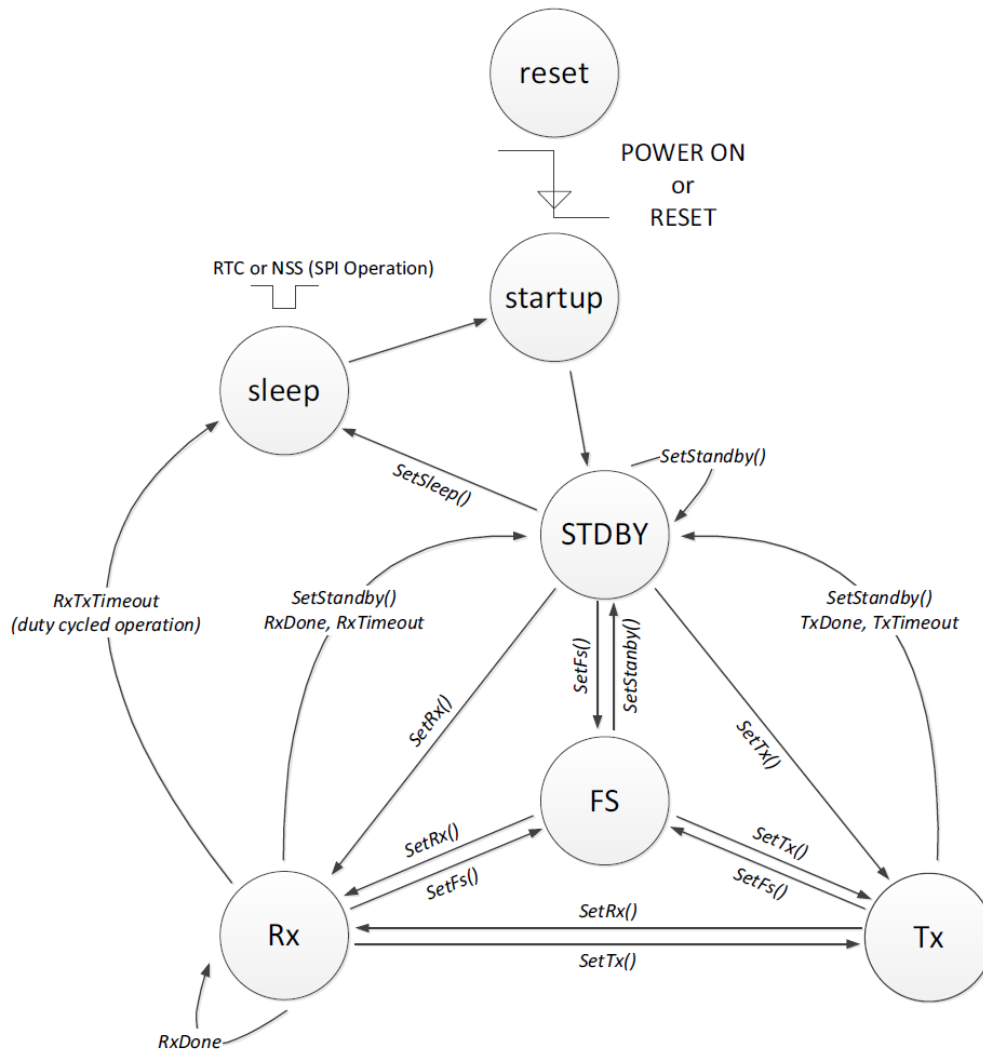 reset
POWER ON
or
RESET
RTC or NSS (SPI Operation)
startup
sleep
SetStandby()
SetSleep()
STDBY
RxTxTimeout
(duty cycled operation)
SetStandby()
RxDone, RxTimeout
SetStandby()
TxDone, TxTimeout
SetFs()
SetStanby()
SetRx()
SetTx()
FS
SetRx()
SetFs()
SetTx()
SetFs()
Rx
SetRx()
SetTx()
Tx
RxDone